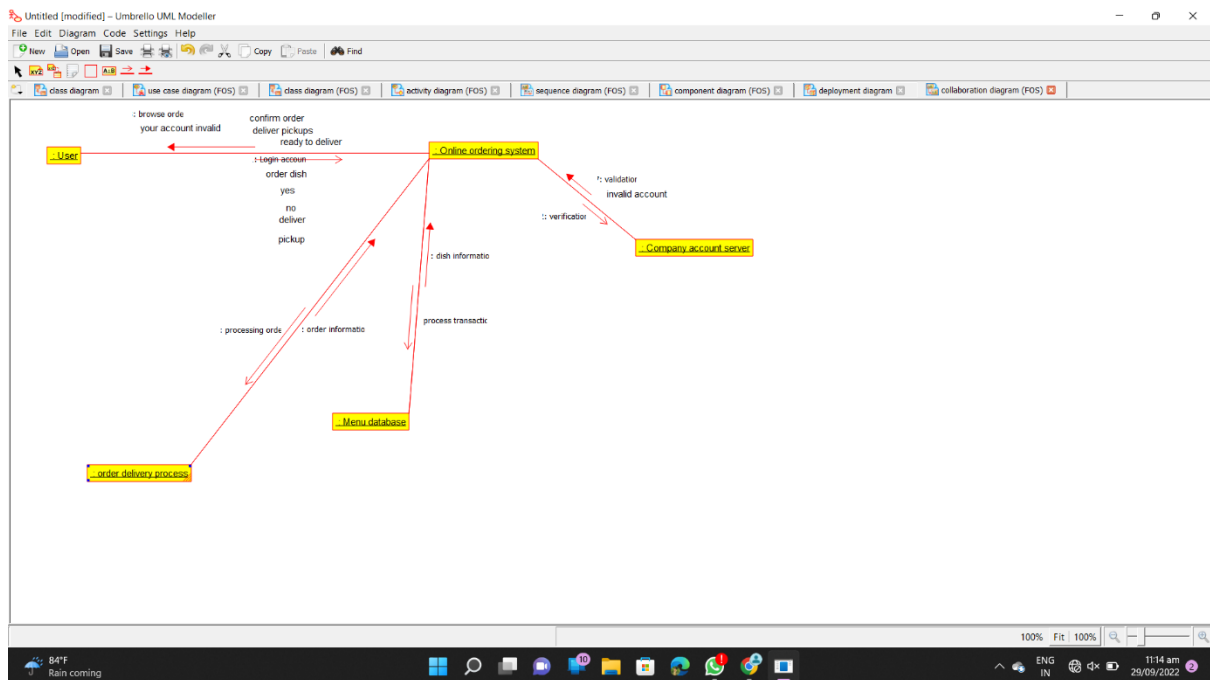 Untitled [modified] – Umbrello UML Modeller
File Edit Diagram Code Settings Help
New Open Save Copy Paste Find
xyz A:B
class diagram use case diagram (FOS) class diagram (FOS) activity diagram (FOS) sequence diagram (FOS) component diagram (FOS) deployment diagram collaboration diagram (FOS)
: browse orde
your account invalid
confirm order
deliver pickups
ready to deliver
: User
: Login accoun
order dish
yes
no
deliver
pickup
: Online ordering system
: validation
invalid account
: verification
: Company account server
: dish informatio
process transactic
: processing orde
: order informatio
: Menu database
: order delivery process
100% Fit 100%
84°F
Rain coming
10
ENG
IN
11:14 am
29/09/2022
2